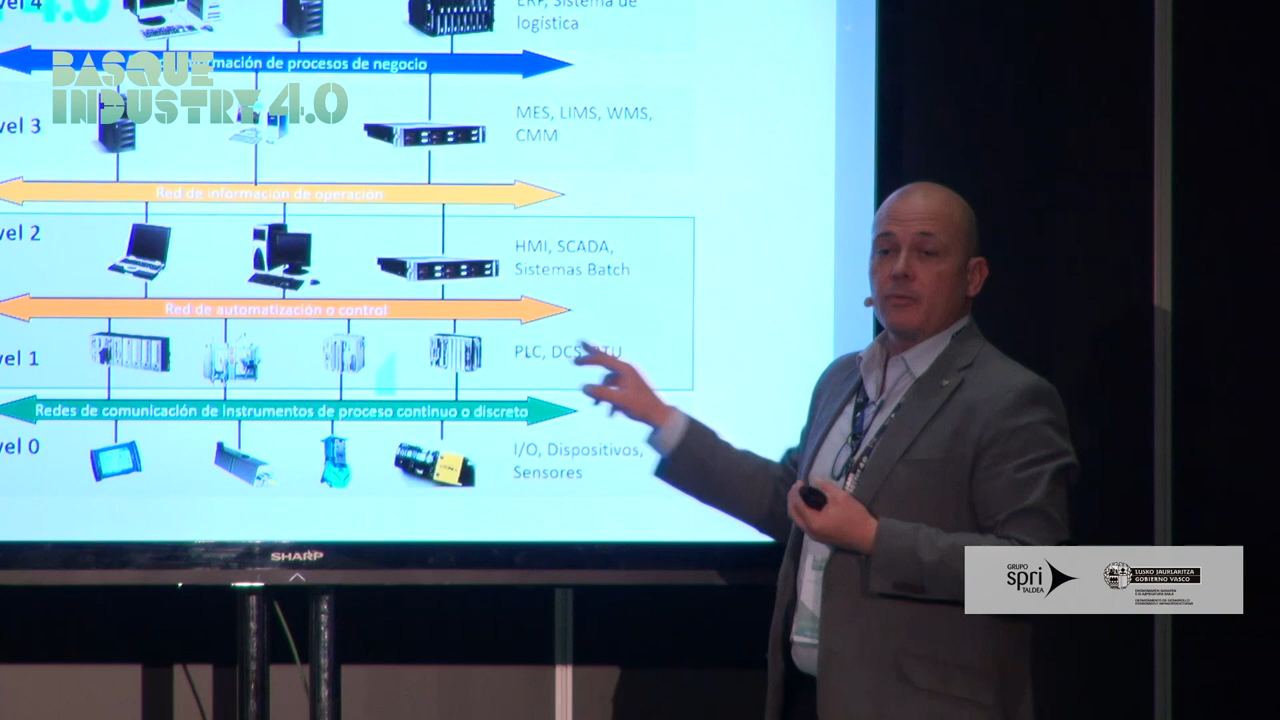 vel 4
ERP, Sistema de
logística
mación de procesos de negocio
BASQUE
INDUSTRY 4.0
vel 3
MES, LIMS, WMS,
CMM
Red de información de operación
vel 2
HMI, SCADA,
Sistemas Batch
Red de automatización o control
vel 1
PLC, DCS, RTU
Redes de comunicación de instrumentos de proceso continuo o discreto
vel 0
I/O, Dispositivos,
Sensores
SHARP
GRUPO
spri
TALDEA
EUSKO JAURLARITZA
GOBIERNO VASCO